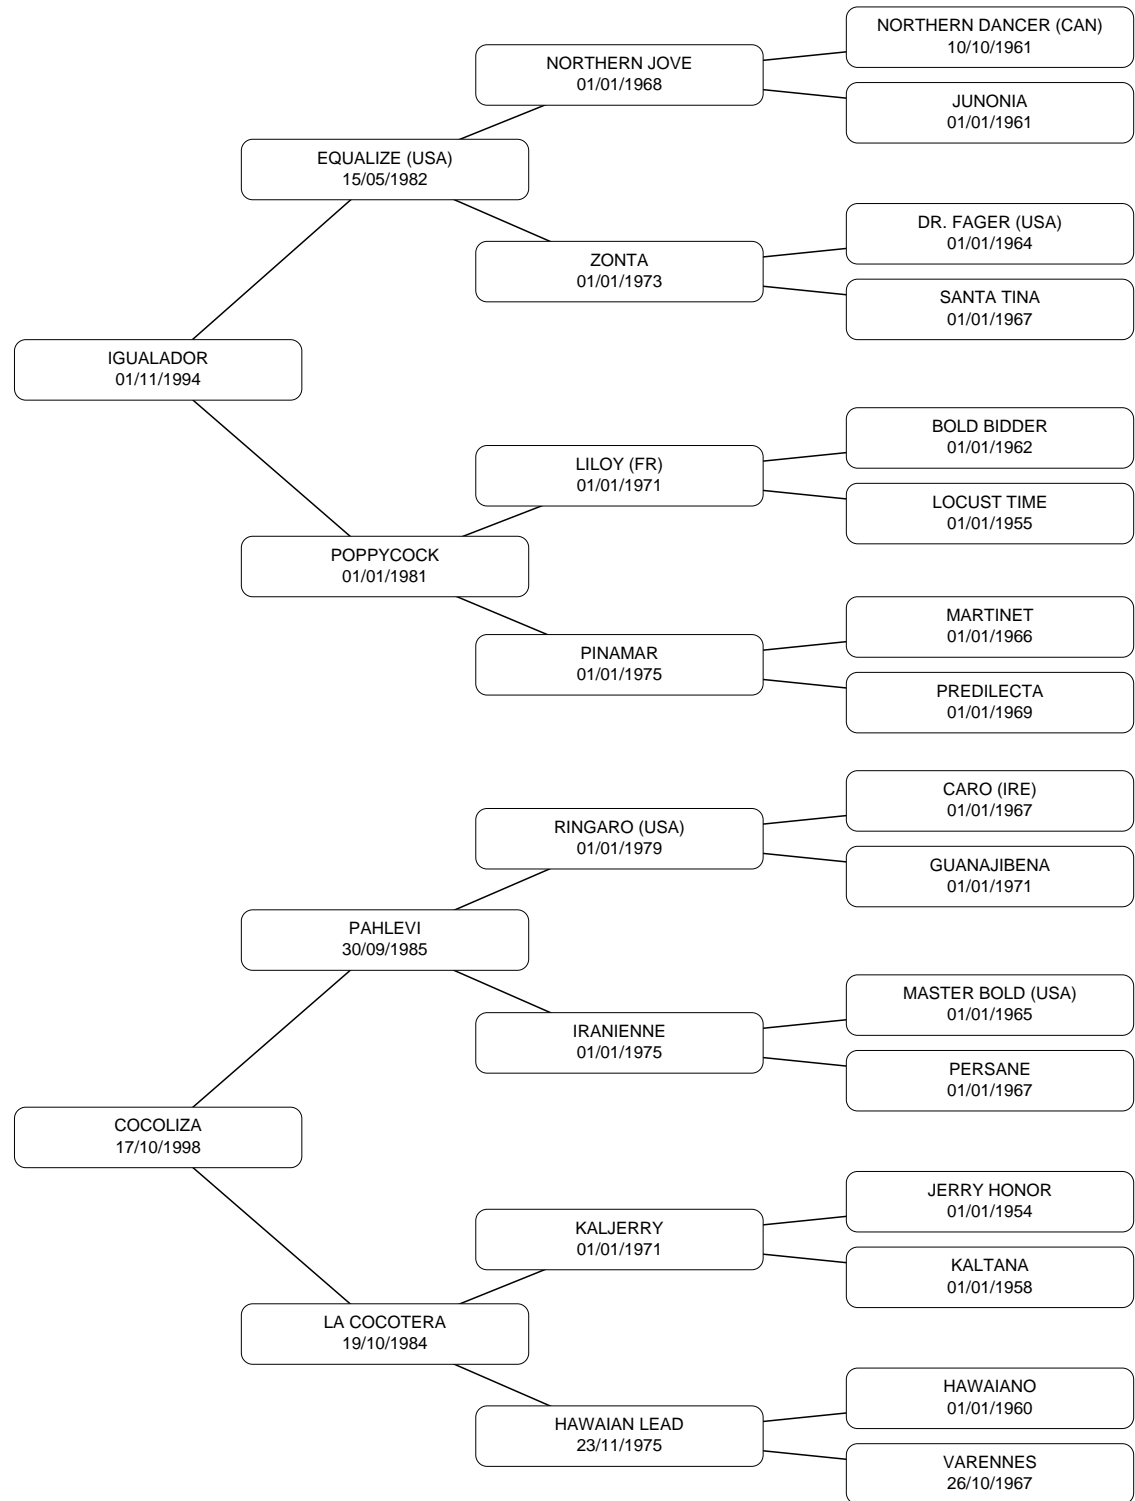 NORTHERN DANCER (CAN)
10/10/1961
NORTHERN JOVE
01/01/1968
JUNONIA
01/01/1961
EQUALIZE (USA)
15/05/1982
DR. FAGER (USA)
01/01/1964
ZONTA
01/01/1973
SANTA TINA
01/01/1967
IGUALADOR
01/11/1994
BOLD BIDDER
01/01/1962
LILOY (FR)
01/01/1971
LOCUST TIME
01/01/1955
POPPYCOCK
01/01/1981
MARTINET
01/01/1966
PINAMAR
01/01/1975
PREDILECTA
01/01/1969
CARO (IRE)
01/01/1967
RINGARO (USA)
01/01/1979
GUANAJIBENA
01/01/1971
PAHLEVI
30/09/1985
MASTER BOLD (USA)
01/01/1965
IRANIENNE
01/01/1975
PERSANE
01/01/1967
COCOLIZA
17/10/1998
JERRY HONOR
01/01/1954
KALJERRY
01/01/1971
KALTANA
01/01/1958
LA COCOTERA
19/10/1984
HAWAIANO
01/01/1960
HAWAIAN LEAD
23/11/1975
VARENNES
26/10/1967